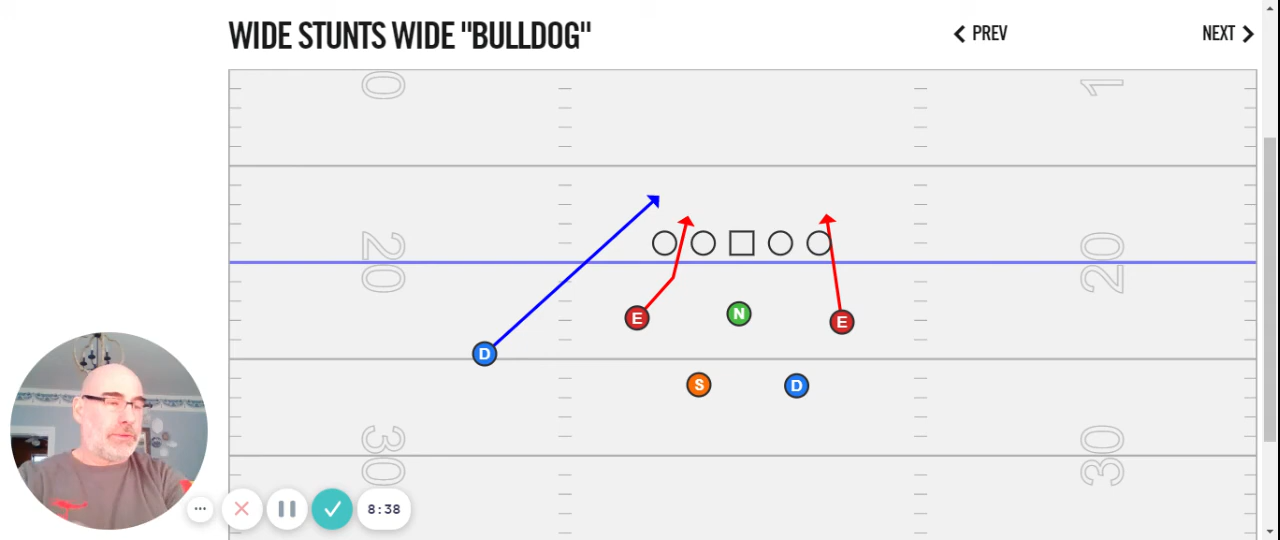 WIDE STUNTS WIDE "BULLDOG"
PREV
NEXT
0
1
20
20
E
N
E
D
S
D
30
30
8:38